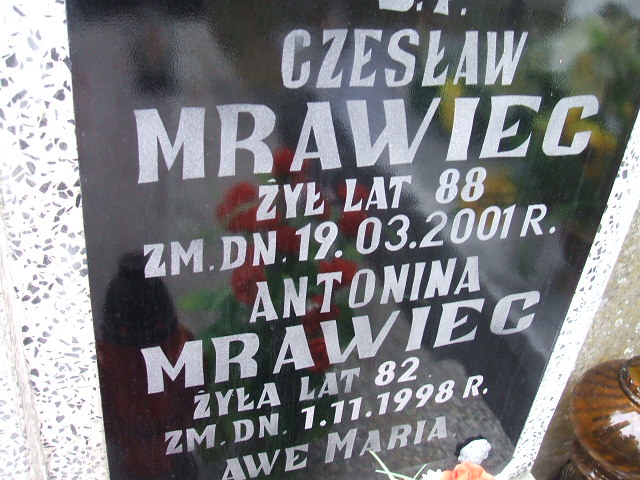 Ś.P.
CZESŁAW
MRAWIEC
ŻYŁ LAT 88
ZM. DN. 19.03.2001 R.
ANTONINA
MRAWIEC
ŻYŁA LAT 82
ZM. DN. 1.11.1998 R.
AWE MARIA